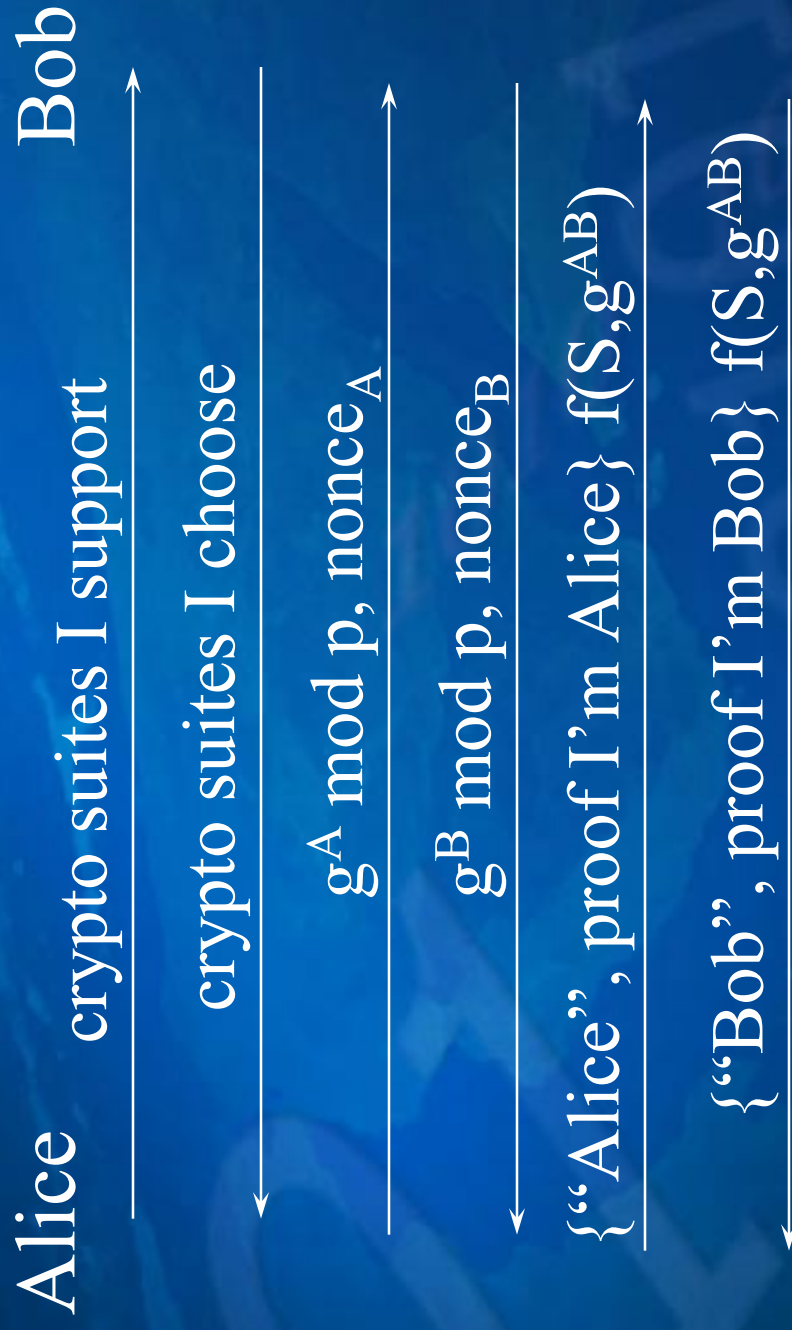 Alice Bob
crypto suites I support
crypto suites I choose
g^A mod p, nonce_A
g^B mod p, nonce_B
{“Alice”, proof I’m Alice} f(S,g^AB)
{“Bob”, proof I’m Bob} f(S,g^AB)